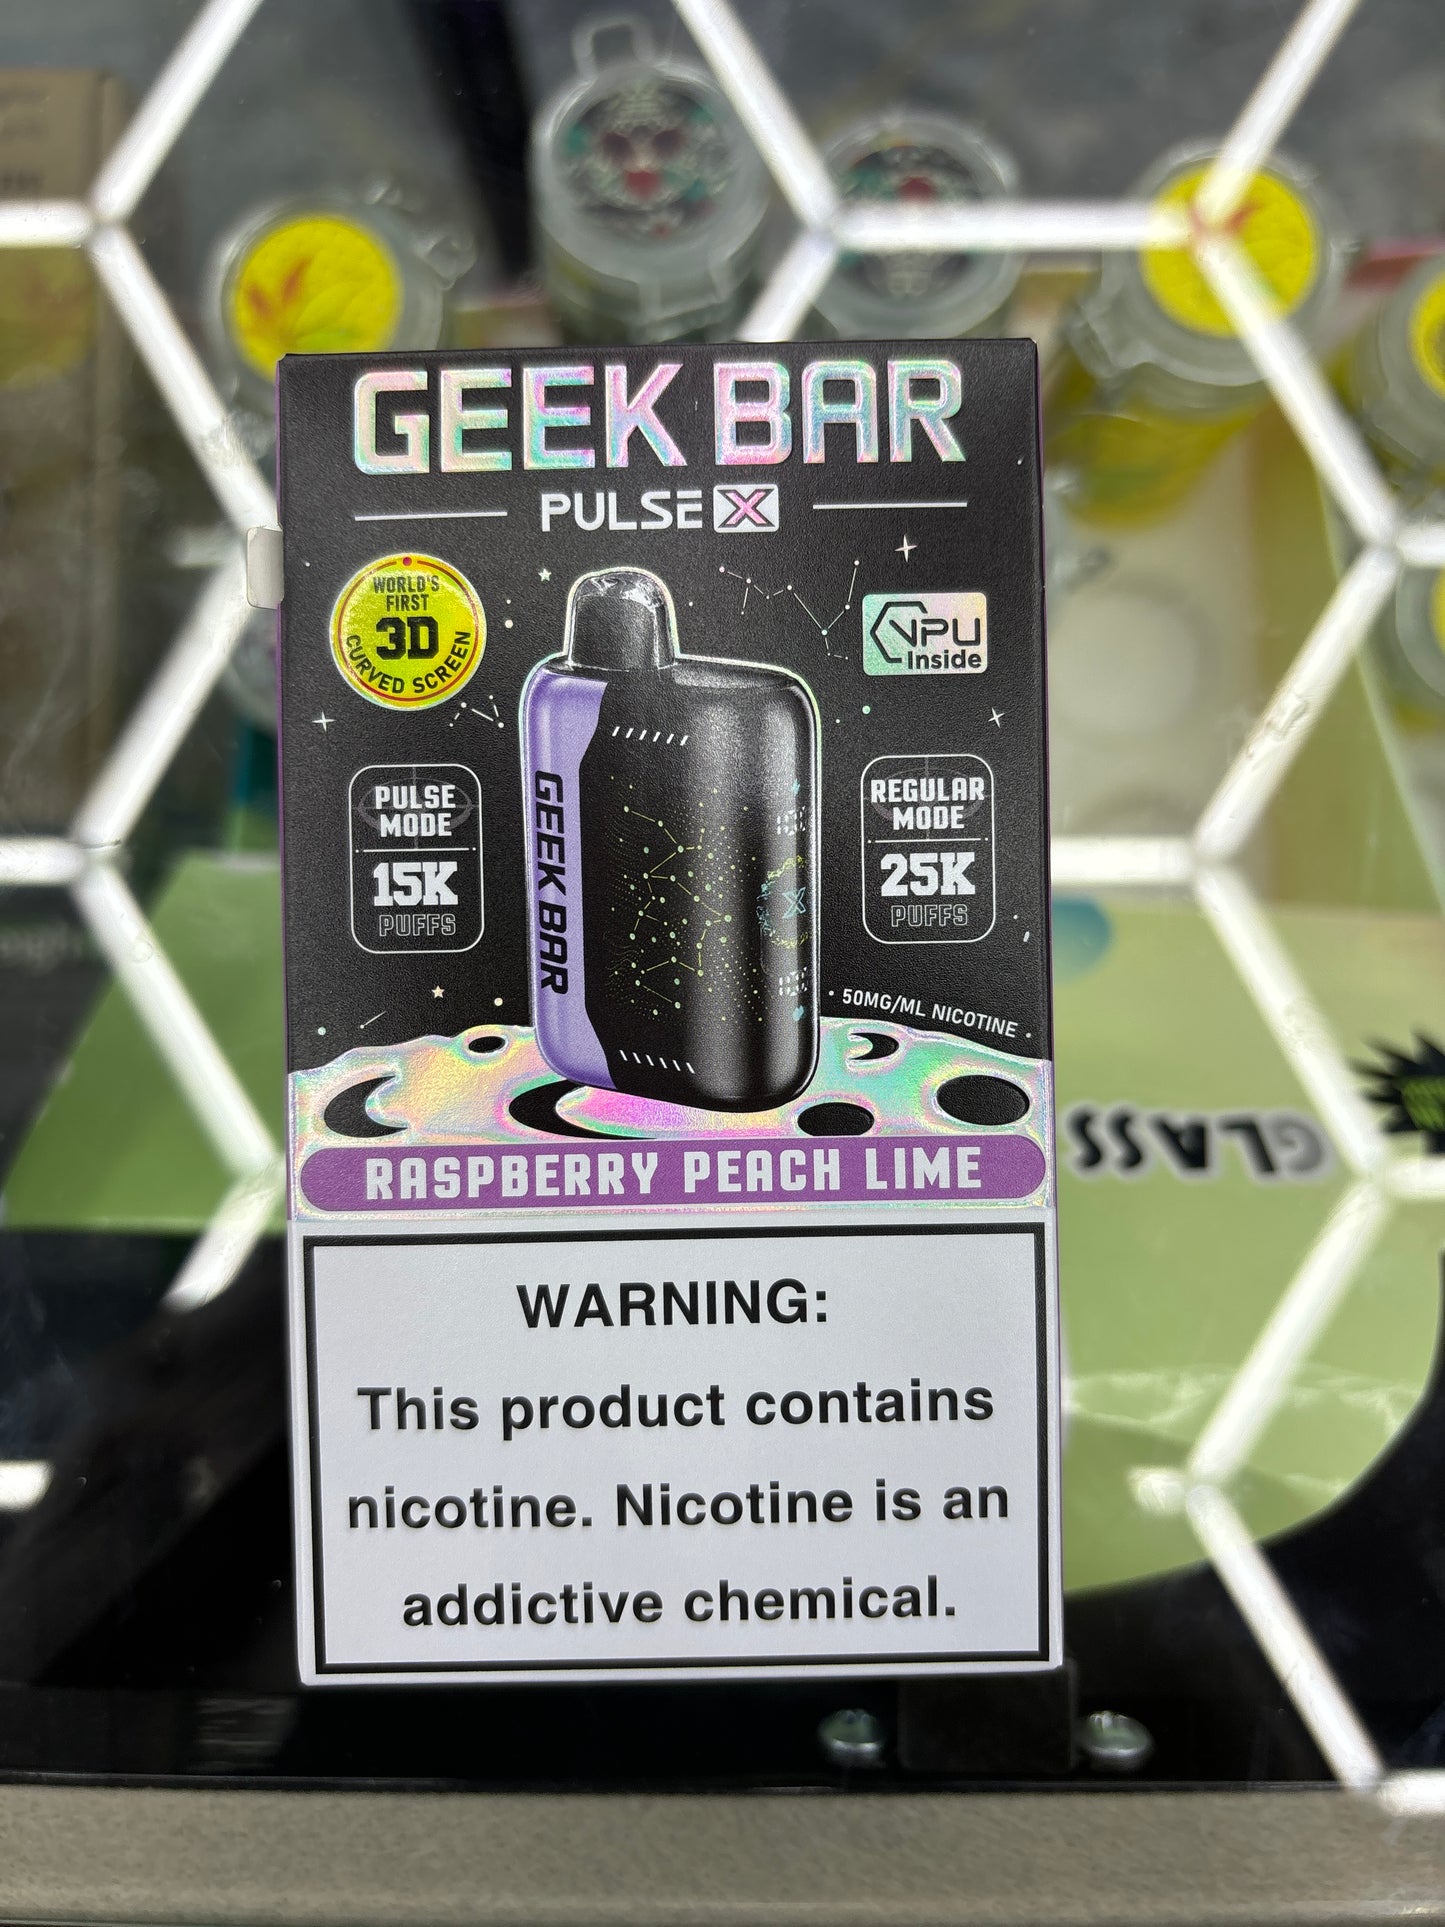 GEEK BAR
PULSE X
WORLD'S
FIRST
3D
CURVED SCREEN
VPU
Inside
PULSE
MODE
15K
PUFFS
REGULAR
MODE
25K
PUFFS
GEEK BAR
X
50MG/ML NICOTINE
RASPBERRY PEACH LIME
WARNING:
This product contains
nicotine. Nicotine is an
addictive chemical.
GLASS